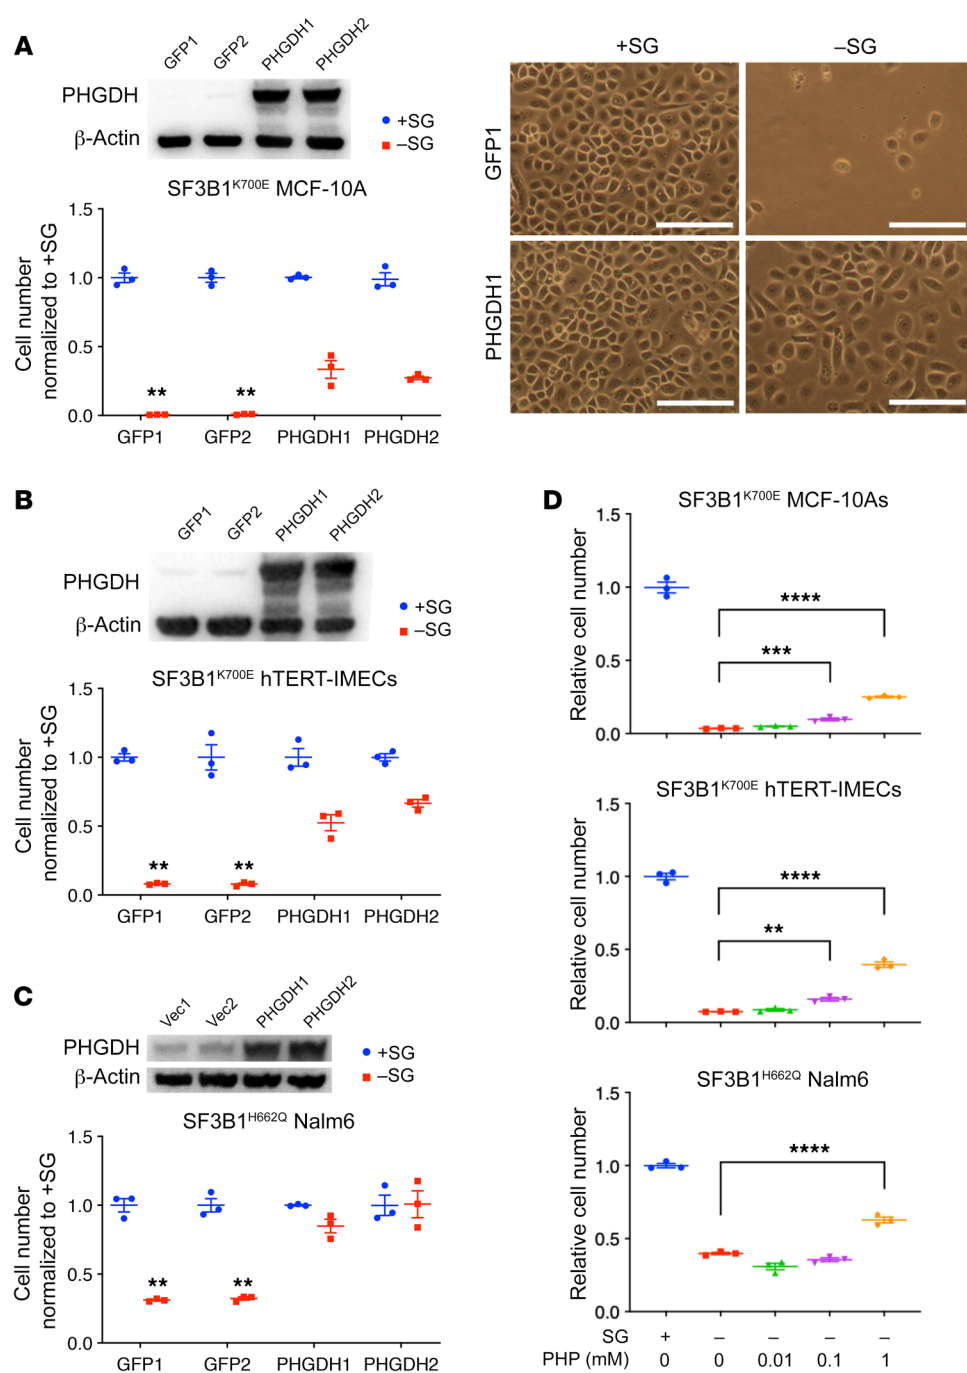 A
GFP1 GFP2 PHGDH1 PHGDH2
PHGDH
β-Actin
+SG
–SG
SF3B1K700E MCF-10A
Cell number
normalized to +SG
1.5
1.0
0.5
0.0
** **
GFP1 GFP2 PHGDH1 PHGDH2
+SG –SG
GFP1
PHGDH1
B
GFP1 GFP2 PHGDH1 PHGDH2
PHGDH
β-Actin
+SG
–SG
SF3B1K700E hTERT-IMECs
Cell number
normalized to +SG
1.5
1.0
0.5
0.0
** **
GFP1 GFP2 PHGDH1 PHGDH2
C
Vec1 Vec2 PHGDH1 PHGDH2
PHGDH
β-Actin
+SG
–SG
SF3B1H662Q Nalm6
Cell number
normalized to +SG
1.5
1.0
0.5
0.0
** **
GFP1 GFP2 PHGDH1 PHGDH2
D
SF3B1K700E MCF-10As
Relative cell number
1.5
1.0
0.5
0.0
****
***
SF3B1K700E hTERT-IMECs
Relative cell number
1.5
1.0
0.5
0.0
****
**
SF3B1H662Q Nalm6
Relative cell number
1.5
1.0
0.5
0.0
****
SG + – – – –
PHP (mM) 0 0 0.01 0.1 1